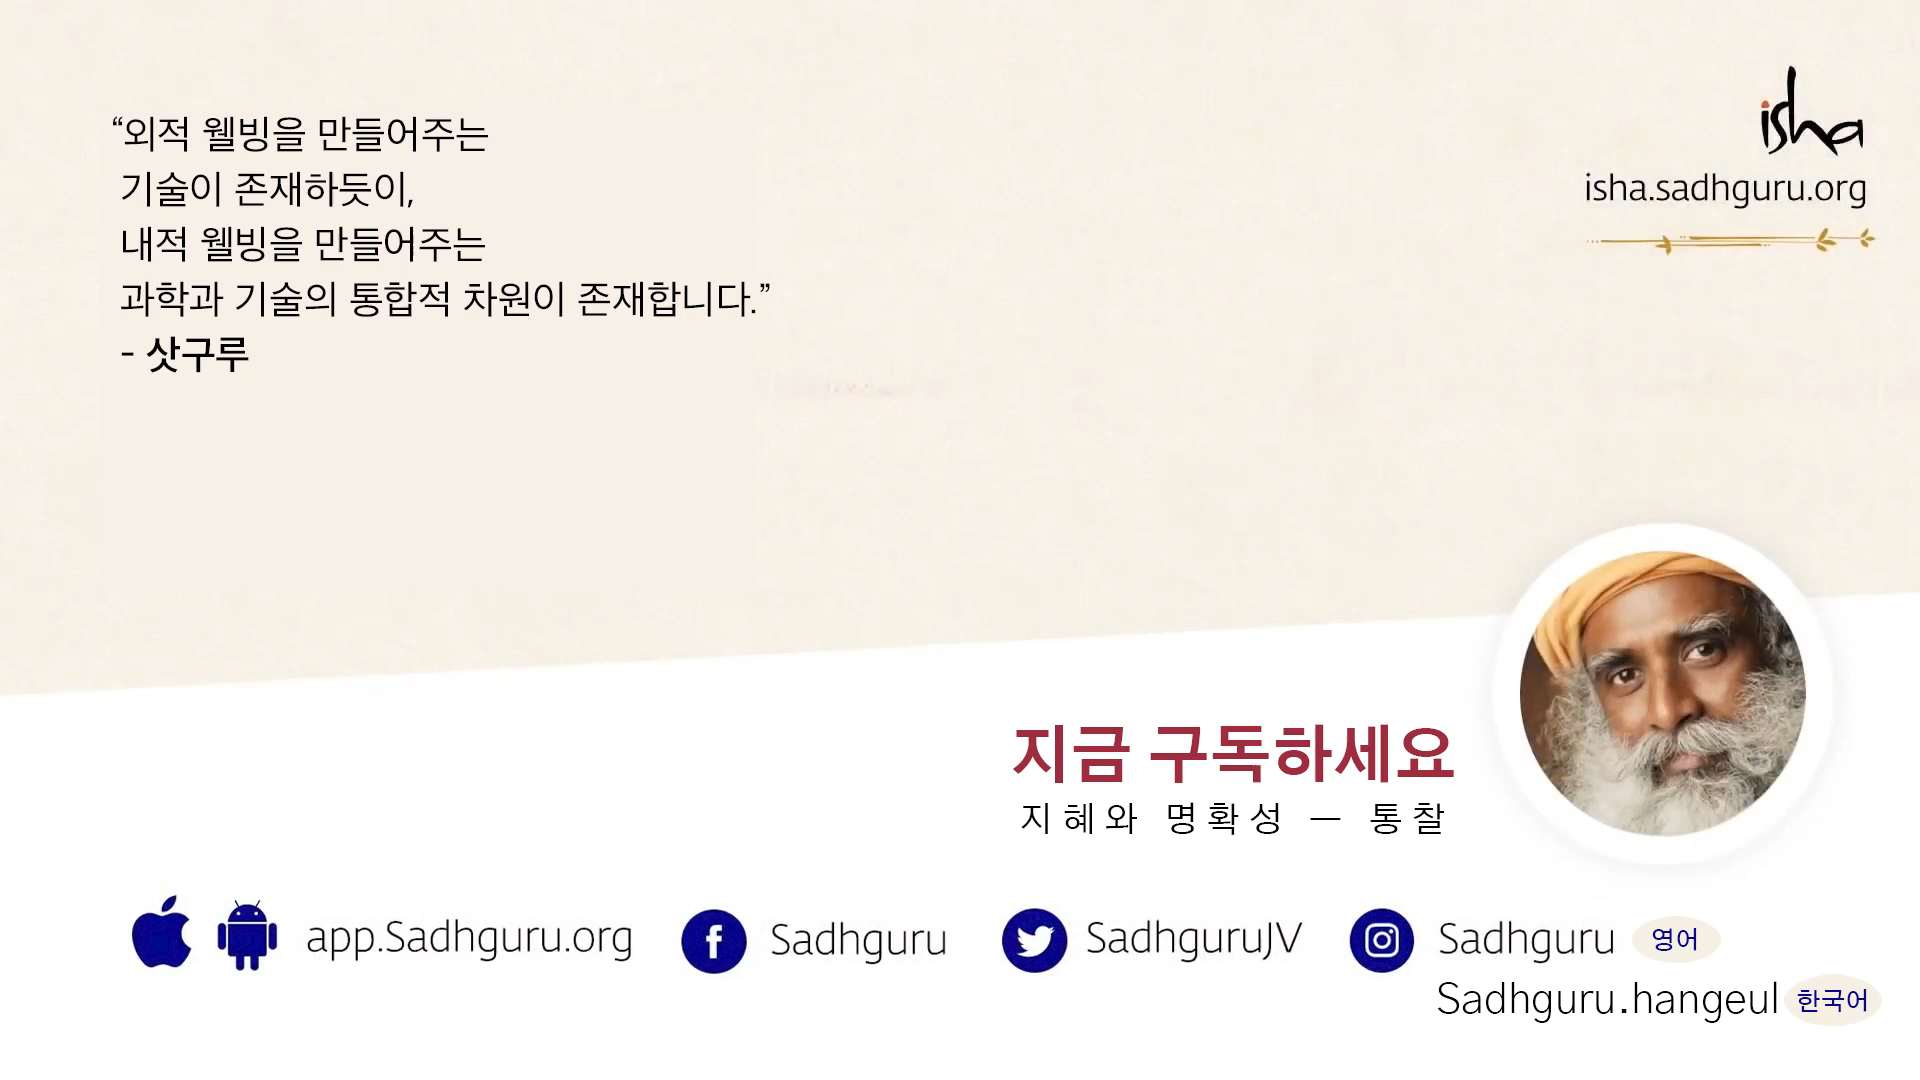 “외적 웰빙을 만들어주는
기술이 존재하듯이,
내적 웰빙을 만들어주는
과학과 기술의 통합적 차원이 존재합니다.”
- 삿구루
isha
isha.sadhguru.org
지금 구독하세요
지혜와 명확성 — 통찰
app.Sadhguru.org
Sadhguru
SadhguruJV
Sadhguru 영어
Sadhguru.hangeul 한국어